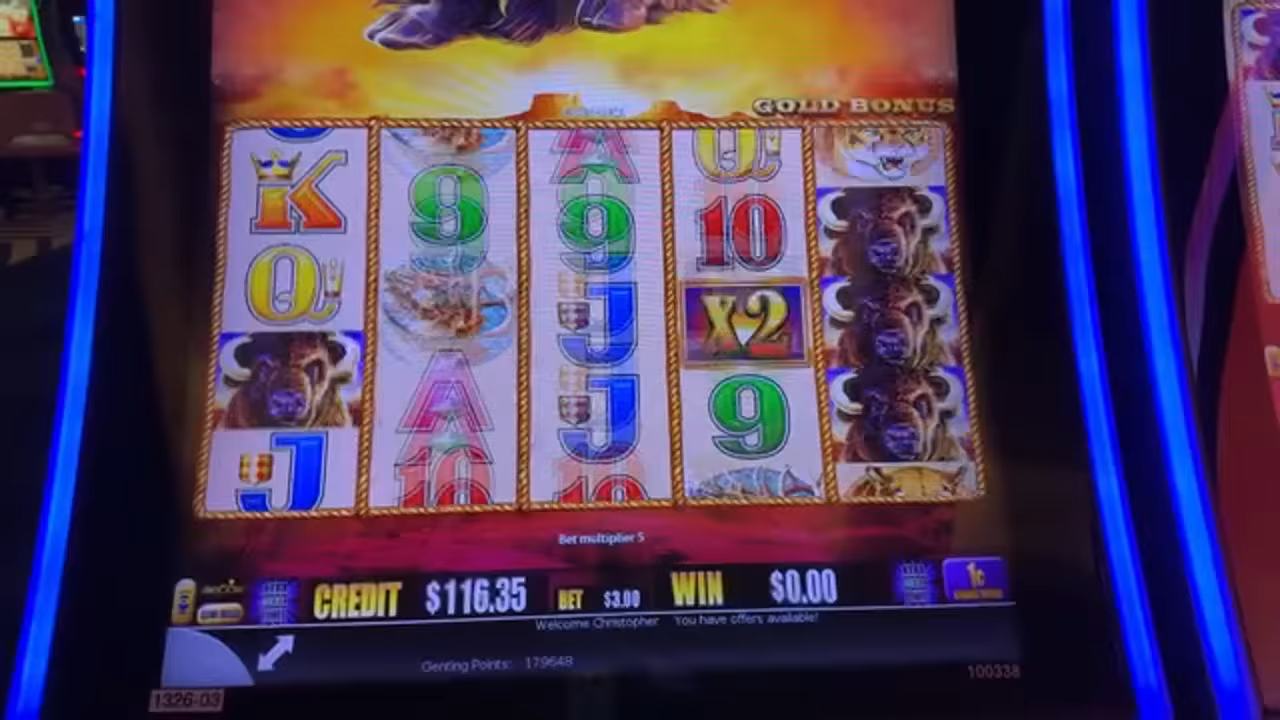 GOLD BONUS
A Q
K 9 9 10
Q J X2
A J 9
J 10 10
Bet multiplier 5
CREDIT $116.35 BET $3.00 WIN $0.00 1¢
Welcome Christopher You have offers available!
Genting Points: 179648
100338
1326-03